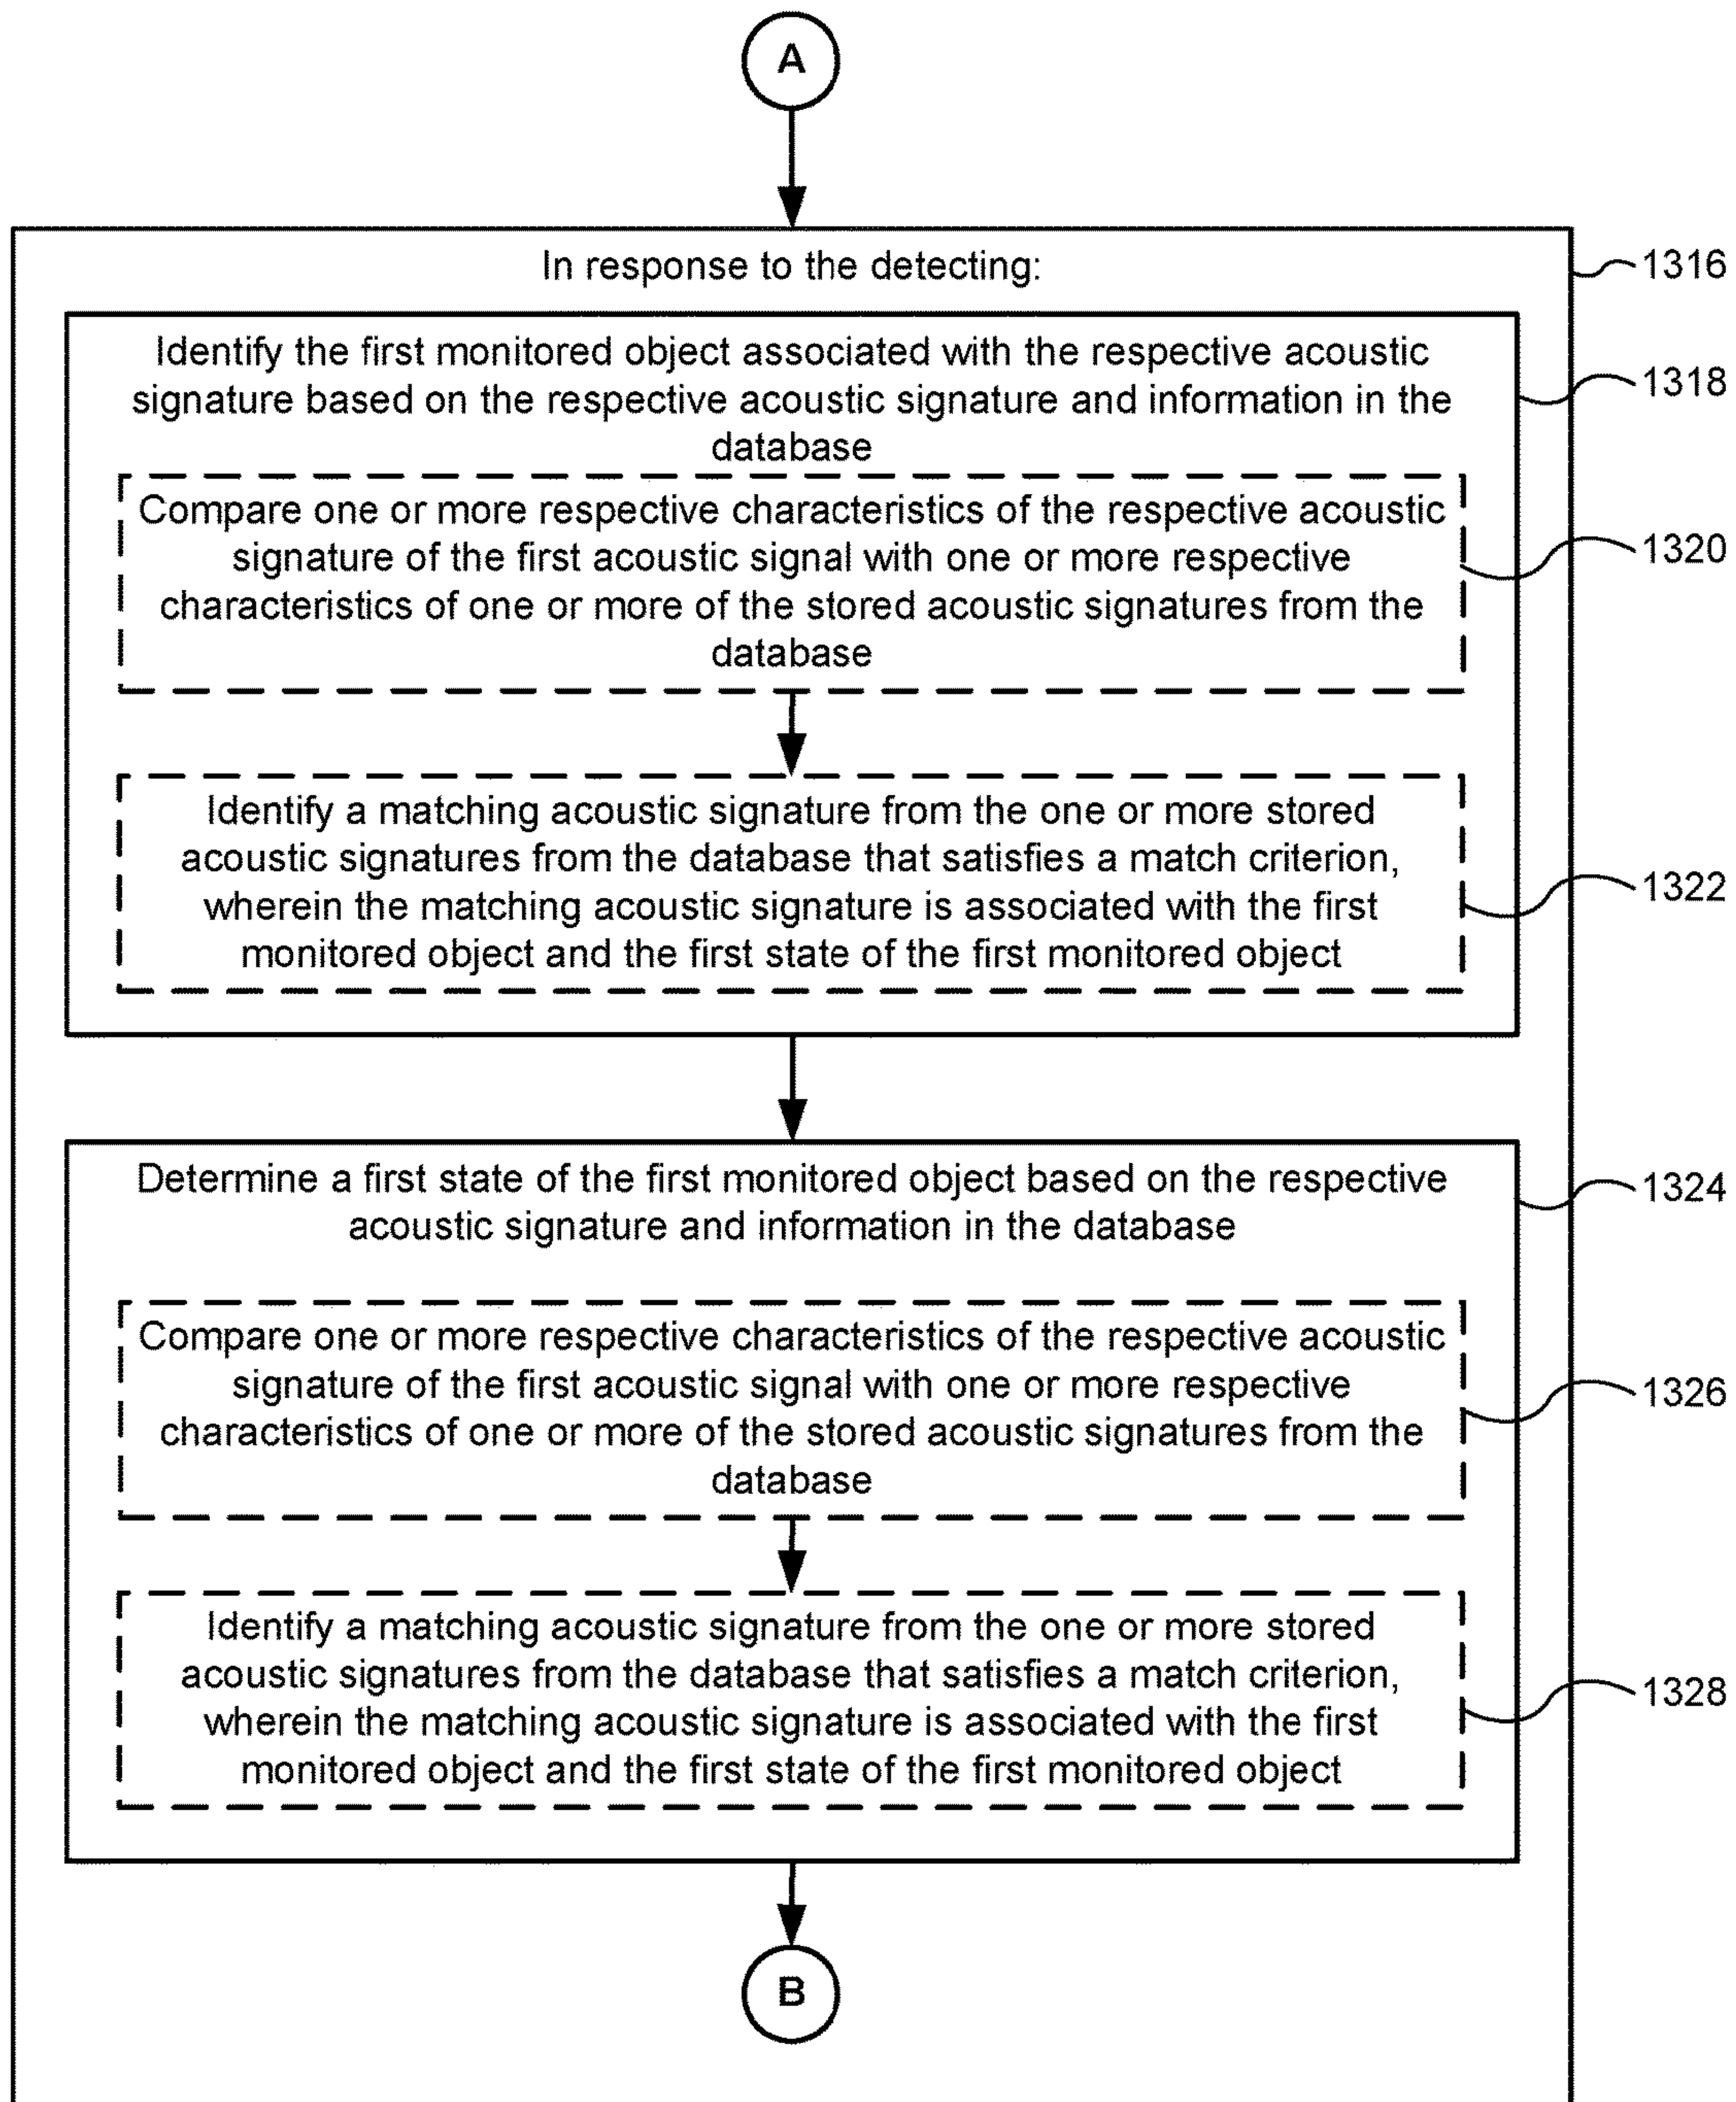 A
In response to the detecting:
1316
Identify the first monitored object associated with the respective acoustic
signature based on the respective acoustic signature and information in the
database
1318
Compare one or more respective characteristics of the respective acoustic
signature of the first acoustic signal with one or more respective
characteristics of one or more of the stored acoustic signatures from the
database
1320
Identify a matching acoustic signature from the one or more stored
acoustic signatures from the database that satisfies a match criterion,
wherein the matching acoustic signature is associated with the first
monitored object and the first state of the first monitored object
1322
Determine a first state of the first monitored object based on the respective
acoustic signature and information in the database
1324
Compare one or more respective characteristics of the respective acoustic
signature of the first acoustic signal with one or more respective
characteristics of one or more of the stored acoustic signatures from the
database
1326
Identify a matching acoustic signature from the one or more stored
acoustic signatures from the database that satisfies a match criterion,
wherein the matching acoustic signature is associated with the first
monitored object and the first state of the first monitored object
1328
B